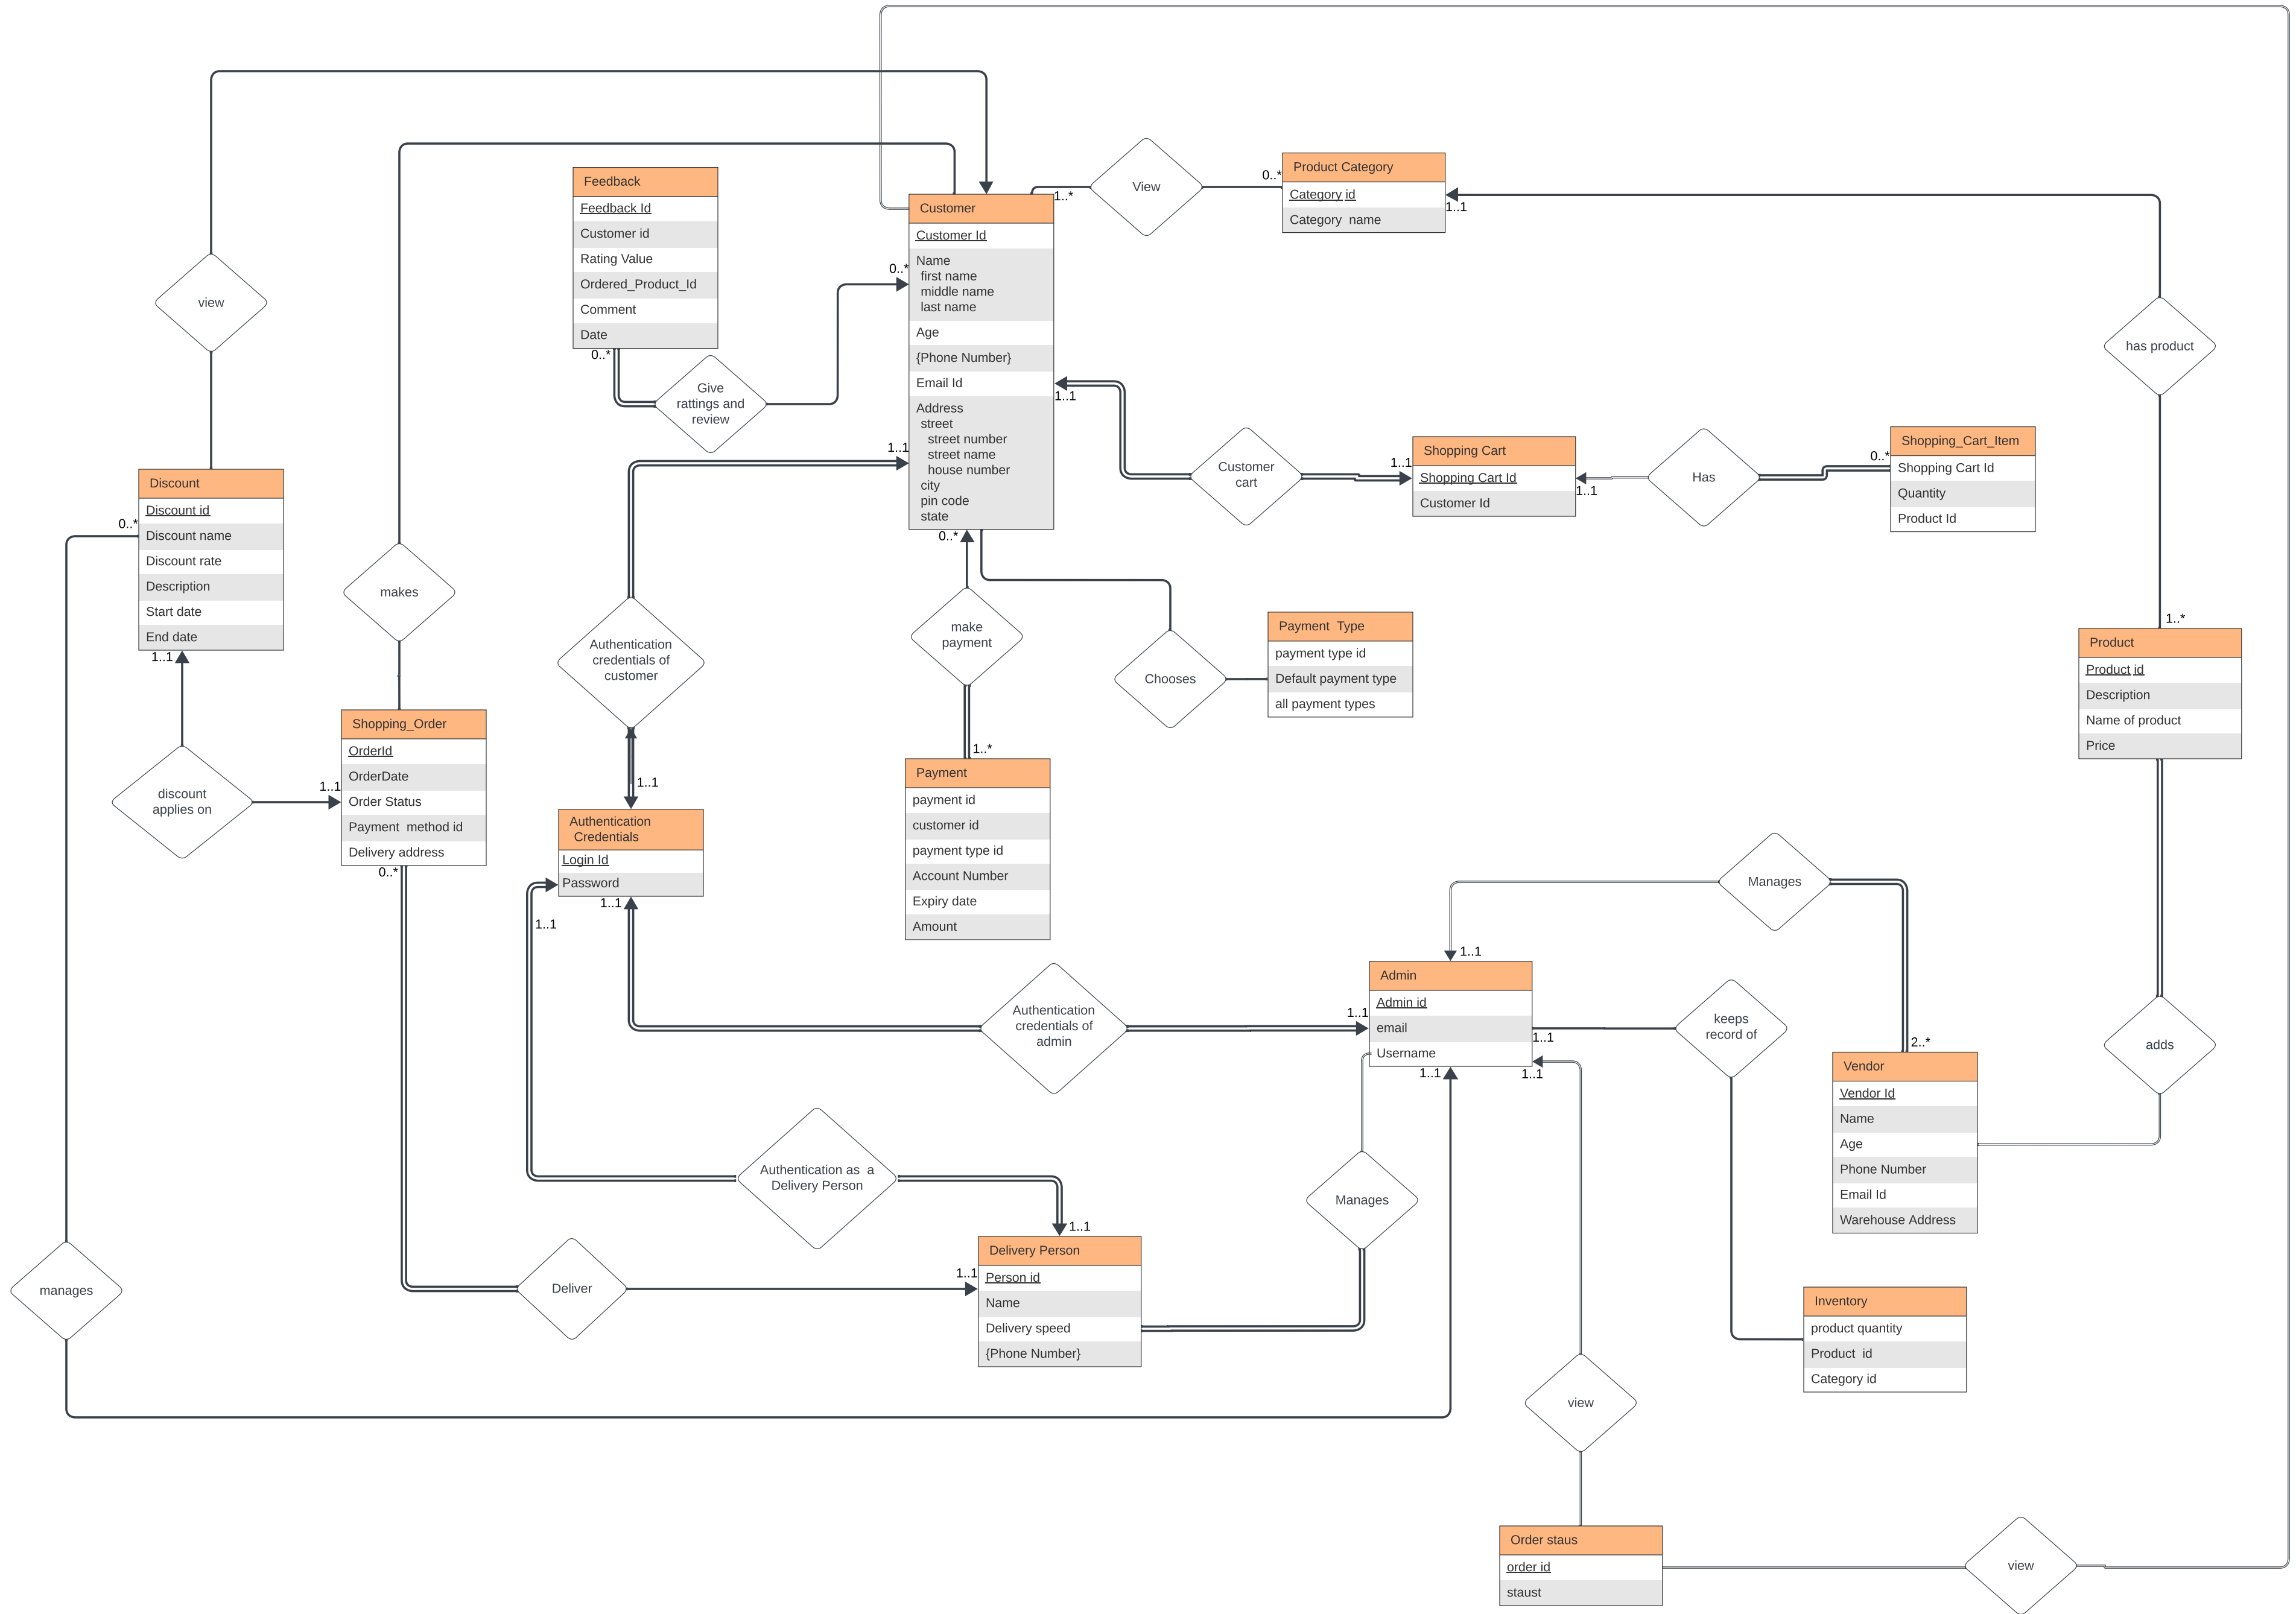 View
0..*
1..*
Product Category
Category id
Category  name
1..1
Feedback
Feedback Id
Customer id
Rating Value
Ordered_Product_Id
Comment
Date
0..*
Give
rattings and
review
0..*
Customer
Customer Id
Name
first name
middle name
last name
Age
{Phone Number}
Email Id
Address
street
street number
street name
house number
city
pin code
state
1..1
1..1
0..*
view
has product
Customer
cart
1..1
Shopping Cart
Shopping Cart Id
Customer Id
1..1
Has
0..*
Shopping_Cart_Item
Shopping Cart Id
Quantity
Product Id
Discount
Discount id
Discount name
Discount rate
Description
Start date
End date
0..*
1..1
makes
Authentication
credentials of
customer
make
payment
Chooses
Payment  Type
payment type id
Default payment type
all payment types
1..*
Product
Product id
Description
Name of product
Price
Shopping_Order
OrderId
OrderDate
Order Status
Payment  method id
Delivery address
1..1
0..*
discount
applies on
1..1
Authentication
Credentials
Login Id
Password
1..1
1..1
1..*
Payment
payment id
customer id
payment type id
Account Number
Expiry date
Amount
Manages
1..1
Admin
Admin id
email
Username
1..1
1..1
1..1
1..1
Authentication
credentials of
admin
keeps
record of
2..*
Vendor
Vendor Id
Name
Age
Phone Number
Email Id
Warehouse Address
adds
Authentication as  a
Delivery Person
1..1
Manages
manages
Deliver
1..1
Delivery Person
Person id
Name
Delivery speed
{Phone Number}
Inventory
product quantity
Product  id
Category id
view
Order staus
order id
staust
view